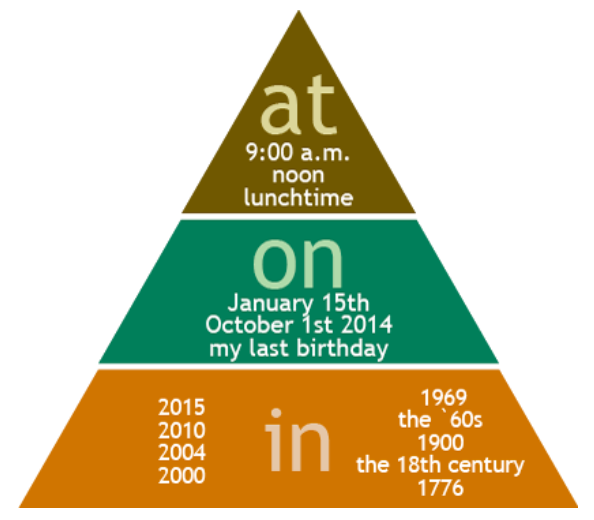 at
9:00 a.m.
noon
lunchtime
on
January 15th
October 1st 2014
my last birthday
2015
2010
2004
2000
in
1969
the `60s
1900
the 18th century
1776